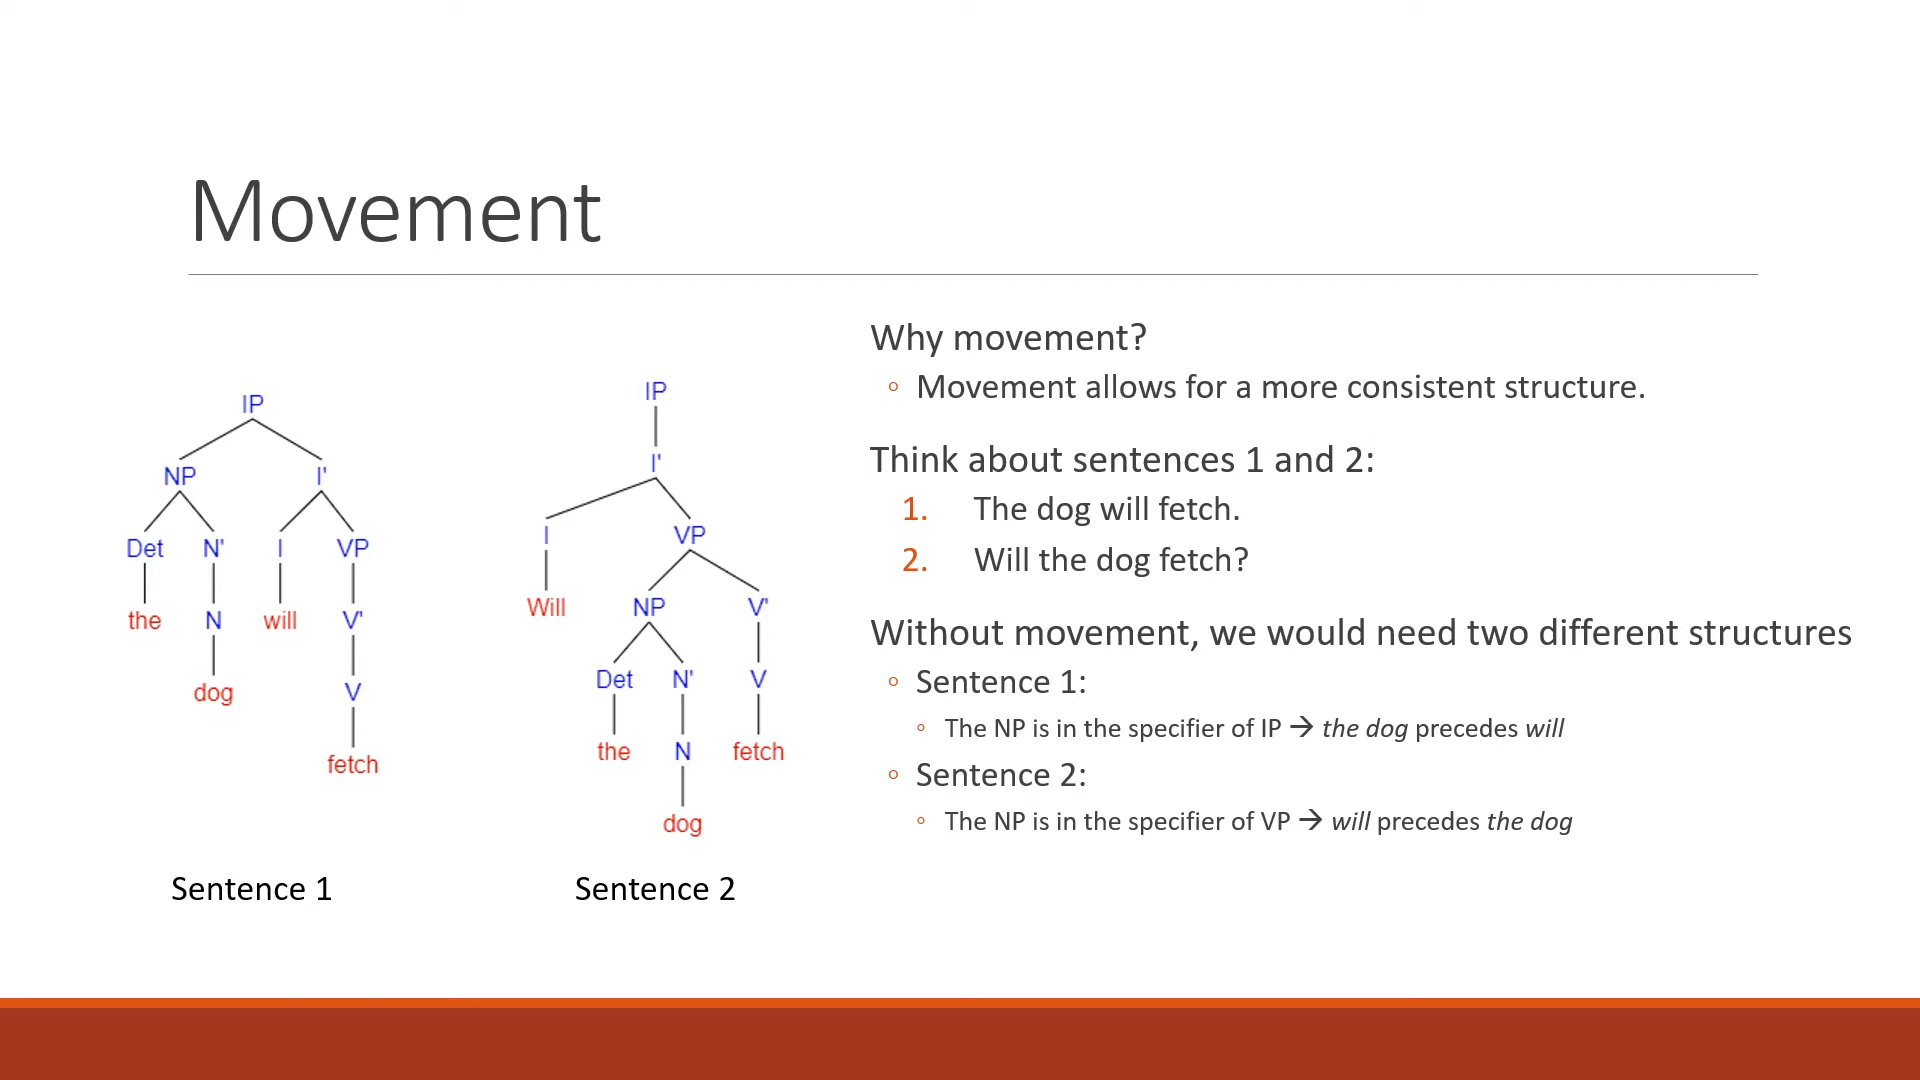 Movement
IP
NP I'
Det N' I VP
the N will V'
dog V
fetch
Sentence 1
IP
I'
I VP
Will NP V'
Det N' V
the N fetch
dog
Sentence 2
Why movement?
◦ Movement allows for a more consistent structure.
Think about sentences 1 and 2:
1. The dog will fetch.
2. Will the dog fetch?
Without movement, we would need two different structures
◦ Sentence 1:
◦ The NP is in the specifier of IP → the dog precedes will
◦ Sentence 2:
◦ The NP is in the specifier of VP → will precedes the dog